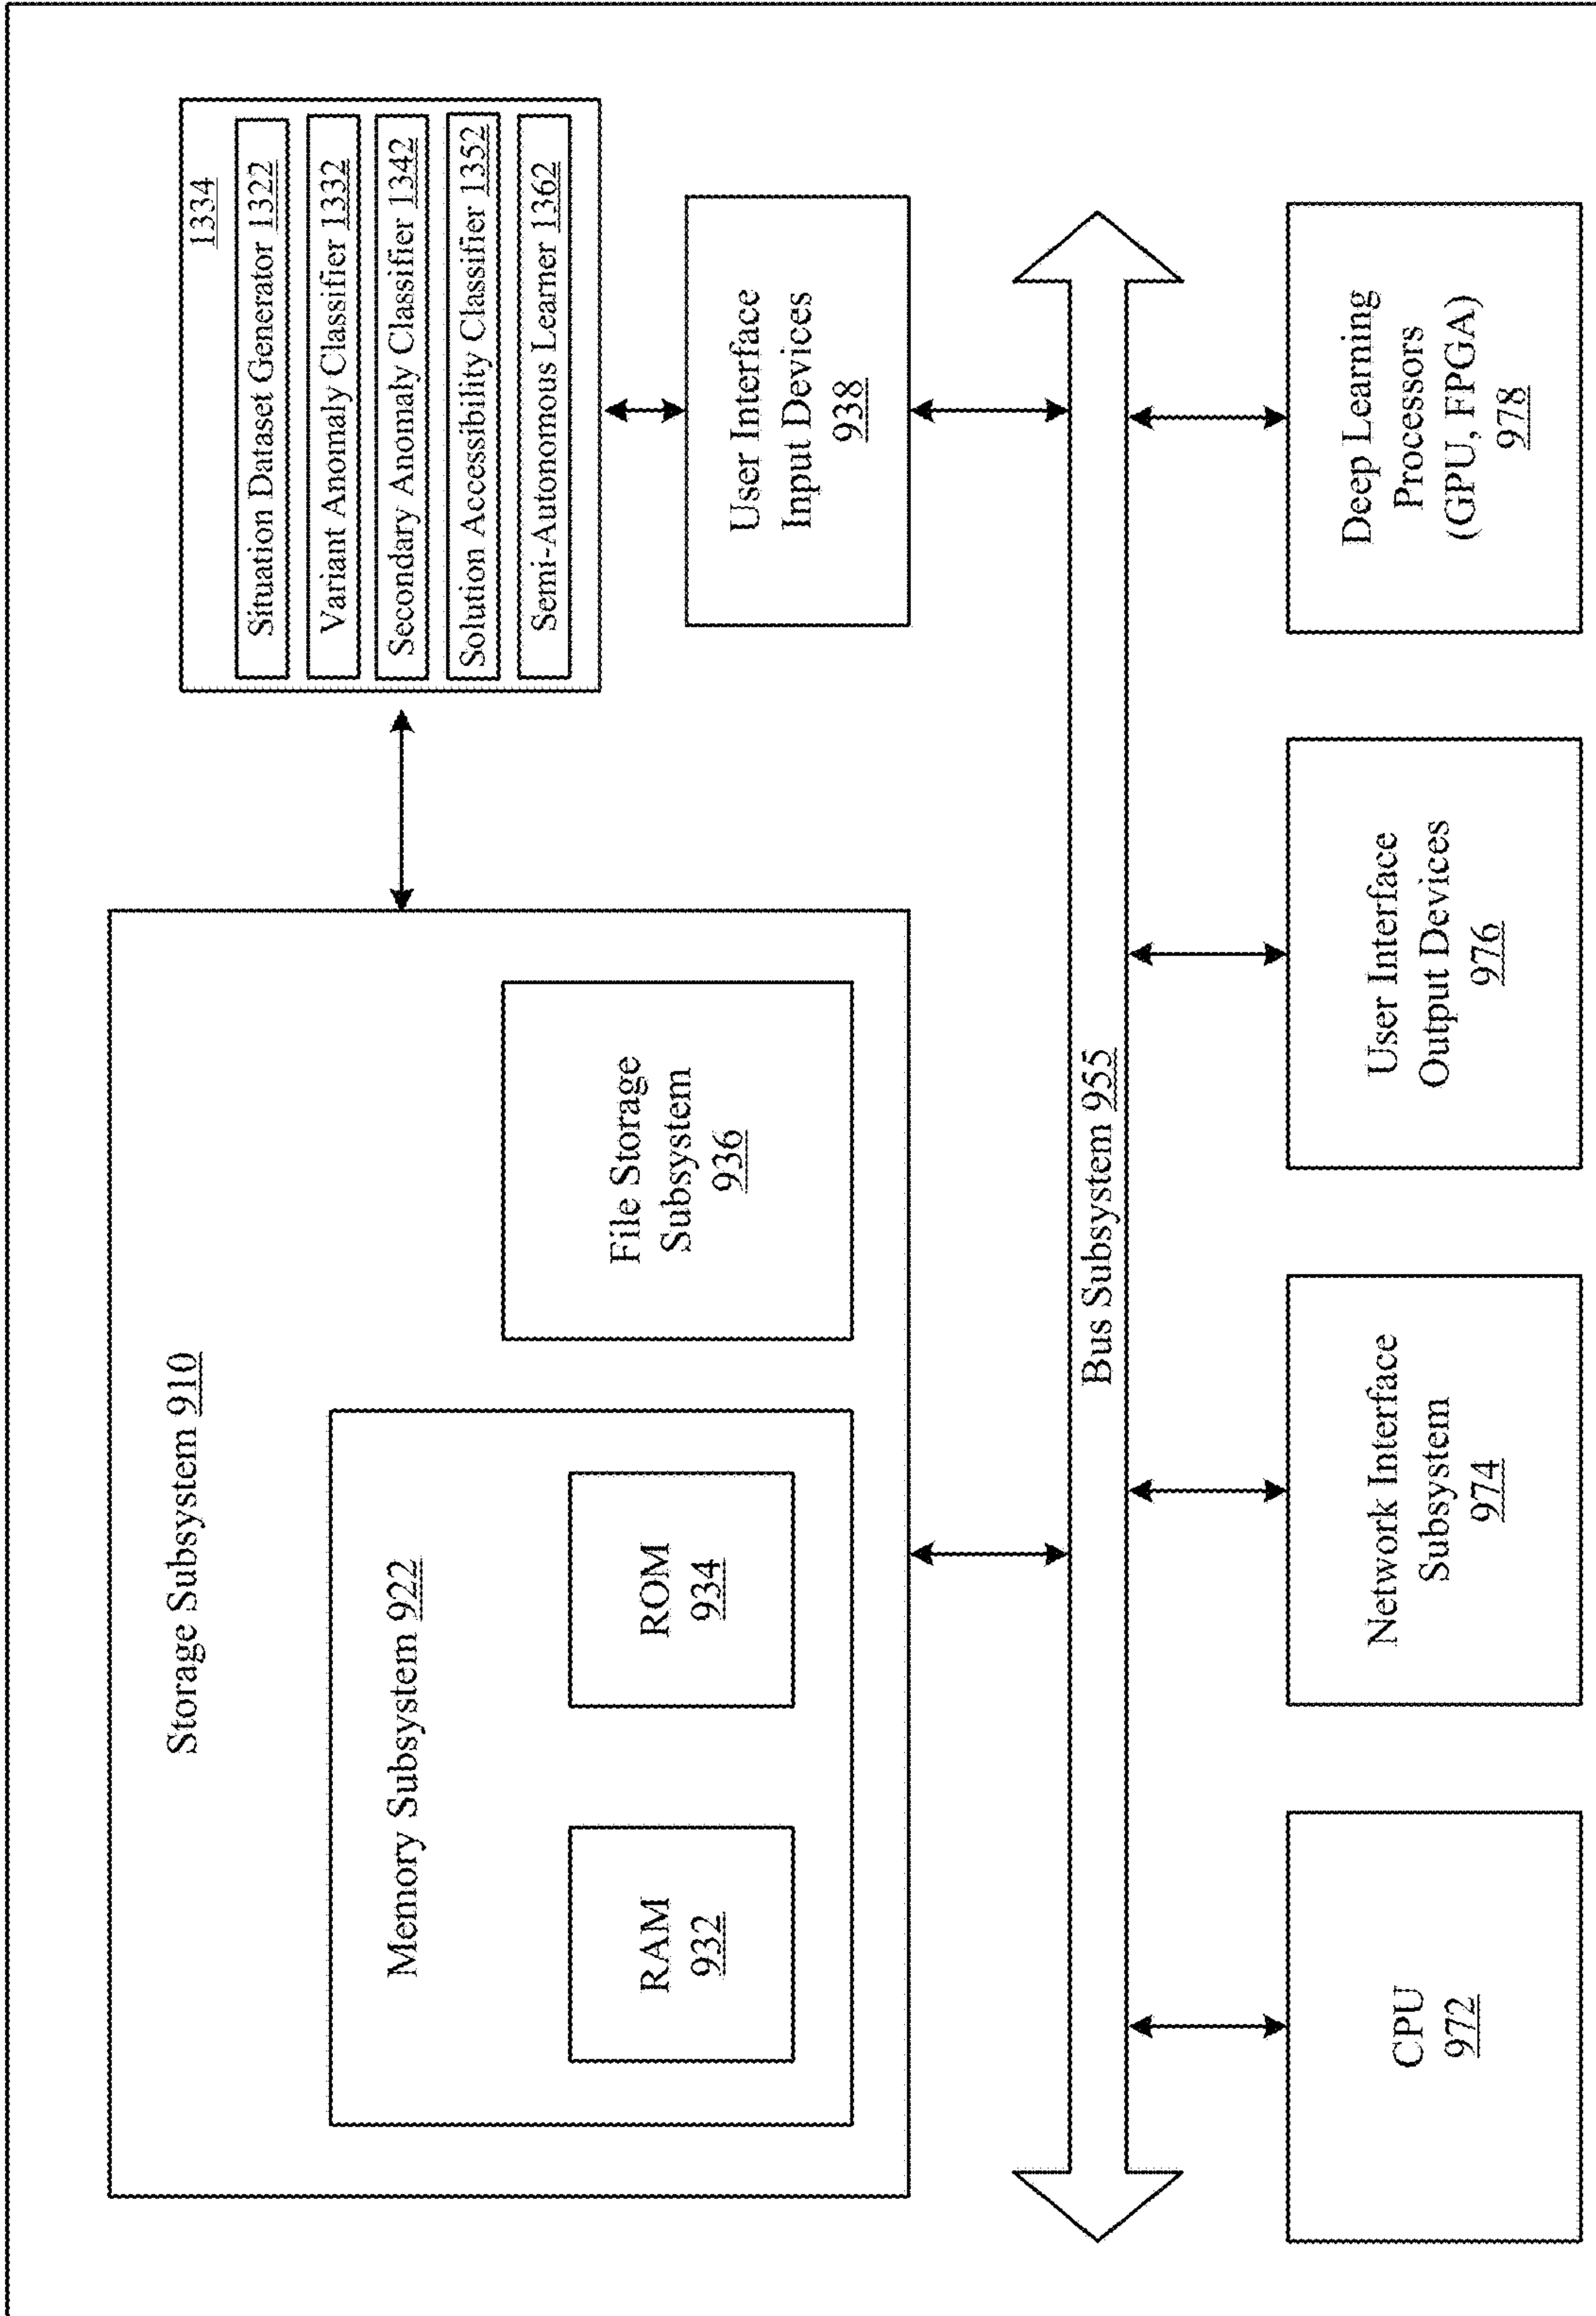 Storage Subsystem 910
Memory Subsystem 922
RAM
932
ROM
934
File Storage
Subsystem
936
1334
Situation Dataset Generator 1322
Variant Anomaly Classifier 1332
Secondary Anomaly Classifier 1342
Solution Accessibility Classifier 1352
Semi-Autonomous Learner 1362
User Interface
Input Devices
938
Bus Subsystem 955
CPU
972
Network Interface
Subsystem
974
User Interface
Output Devices
976
Deep Learning
Processors
(GPU, FPGA)
978